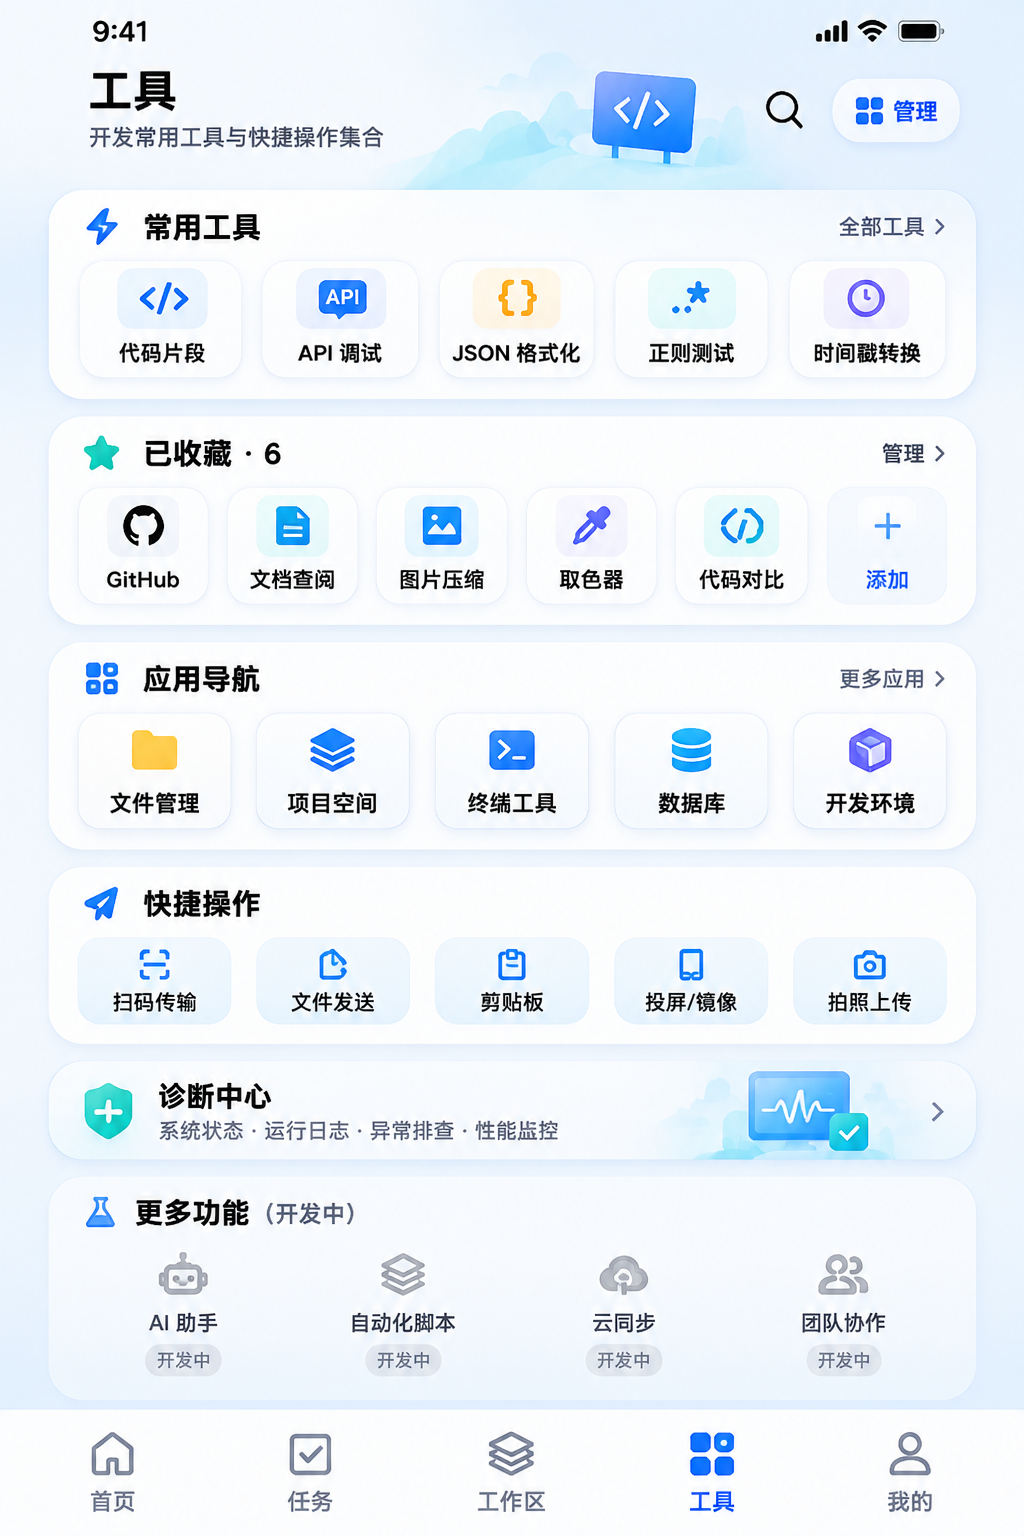 9:41
工具
开发常用工具与快捷操作集合
</>
管理
常用工具
全部工具
</>
代码片段
API
API 调试
{}
JSON 格式化
正则测试
时间戳转换
已收藏 · 6
管理
GitHub
文档查阅
图片压缩
取色器
代码对比
添加
应用导航
更多应用
文件管理
项目空间
终端工具
数据库
开发环境
快捷操作
扫码传输
文件发送
剪贴板
投屏/镜像
拍照上传
诊断中心
系统状态 · 运行日志 · 异常排查 · 性能监控
更多功能（开发中）
AI 助手
开发中
自动化脚本
开发中
云同步
开发中
团队协作
开发中
首页
任务
工作区
工具
我的